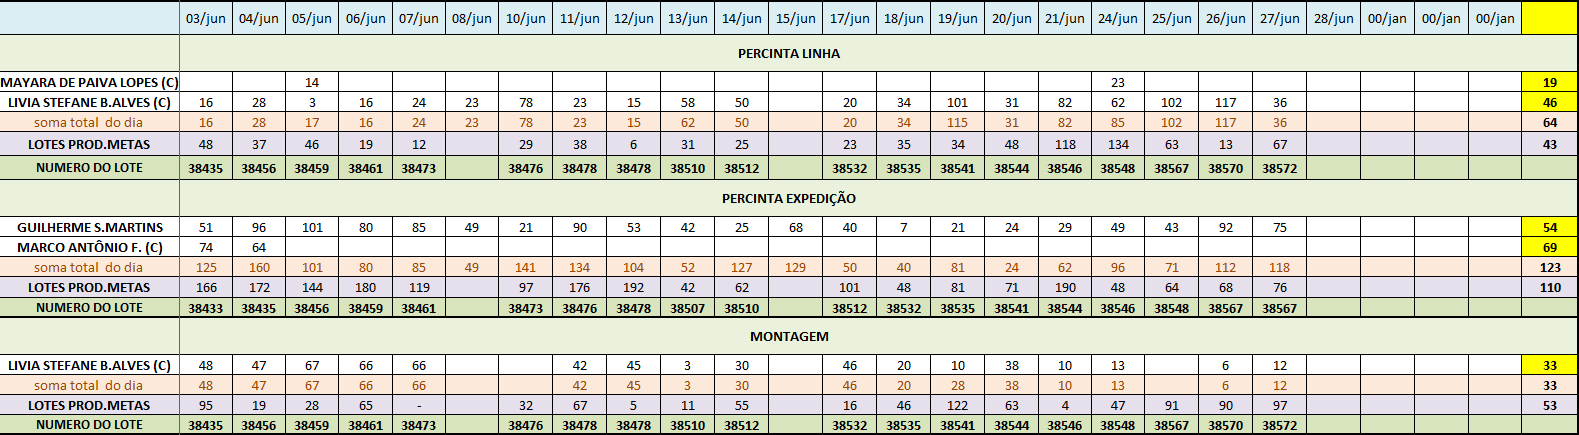 03/jun 04/jun 05/jun 06/jun 07/jun 08/jun 10/jun 11/jun 12/jun 13/jun 14/jun 15/jun 17/jun 18/jun 19/jun 20/jun 21/jun 24/jun 25/jun 26/jun 27/jun 28/jun 00/jan 00/jan 00/jan
PERCINTA LINHA
MAYARA DE PAIVA LOPES (C) 14 23 19
LIVIA STEFANE B.ALVES (C) 16 28 3 16 24 23 78 23 15 58 50 20 34 101 31 82 62 102 117 36 46
soma total do dia 16 28 17 16 24 23 78 23 15 62 50 20 34 115 31 82 85 102 117 36 64
LOTES PROD.METAS 48 37 46 19 12 29 38 6 31 25 23 35 34 48 118 134 63 13 67 43
NUMERO DO LOTE 38435 38456 38459 38461 38473 38476 38478 38478 38510 38512 38532 38535 38541 38544 38546 38548 38567 38570 38572
PERCINTA EXPEDIÇÃO
GUILHERME S.MARTINS 51 96 101 80 85 49 21 90 53 42 25 68 40 7 21 24 29 49 43 92 75 54
MARCO ANTÔNIO F. (C) 74 64 69
soma total do dia 125 160 101 80 85 49 141 134 104 52 127 129 50 40 81 24 62 96 71 112 118 123
LOTES PROD.METAS 166 172 144 180 119 97 176 192 42 62 101 48 81 71 190 48 64 68 76 110
NUMERO DO LOTE 38433 38435 38456 38459 38461 38473 38476 38478 38507 38510 38512 38532 38535 38541 38544 38546 38548 38567 38567
MONTAGEM
LIVIA STEFANE B.ALVES (C) 48 47 67 66 66 42 45 3 30 46 20 10 38 10 13 6 12 33
soma total do dia 48 47 67 66 66 42 45 3 30 46 20 28 38 10 13 6 12 33
LOTES PROD.METAS 95 19 28 65 - 32 67 5 11 55 16 46 122 63 4 47 91 90 97 53
NUMERO DO LOTE 38435 38456 38459 38461 38473 38476 38478 38478 38510 38512 38532 38535 38541 38544 38546 38548 38567 38570 38572